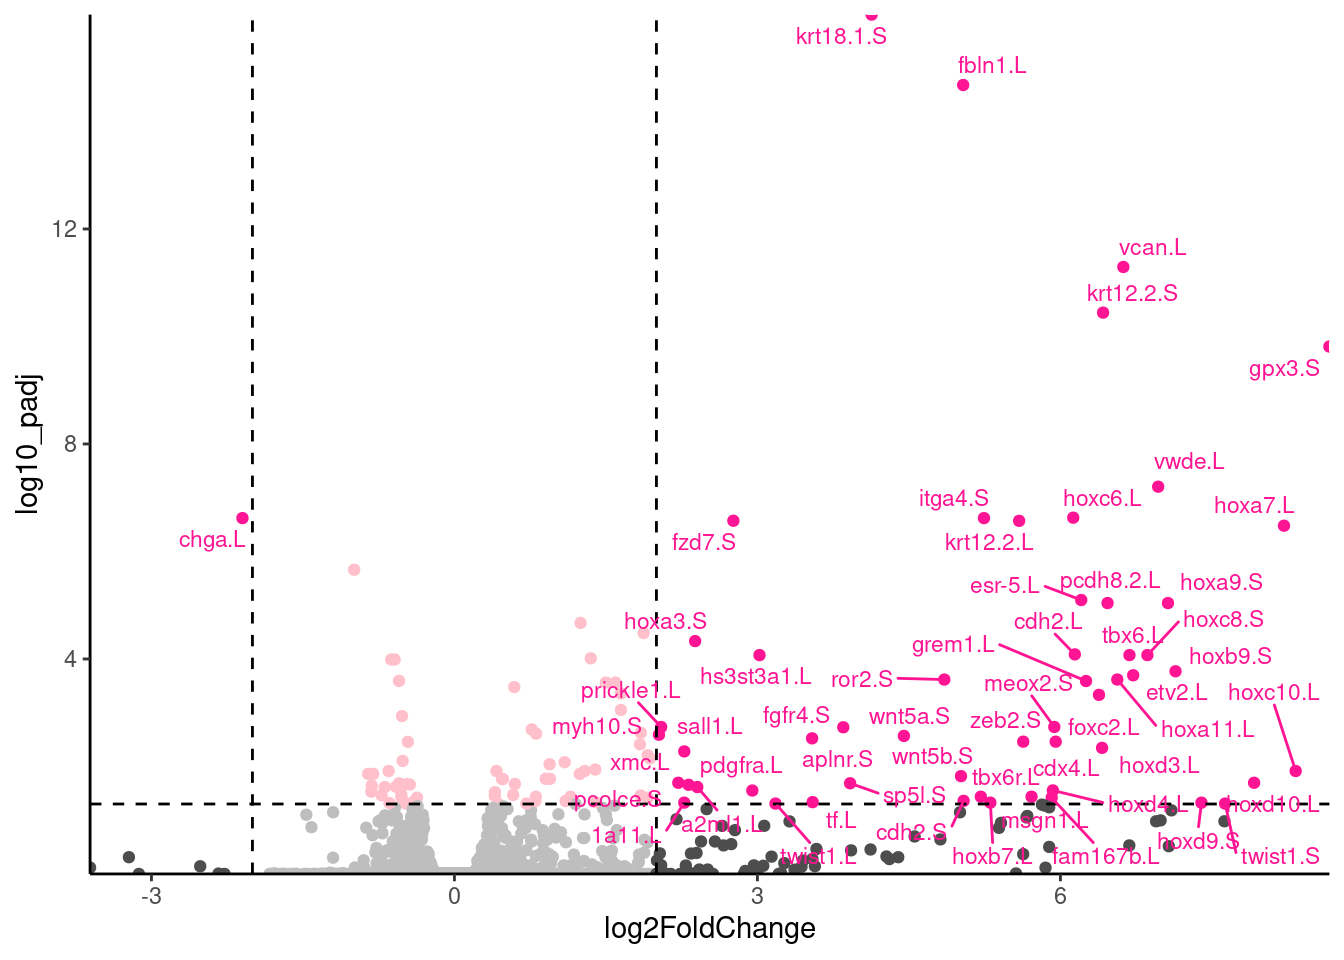 krt18.1.S
fbln1.L
12
vcan.L
krt12.2.S
gpx3.S
log10_padj
8
vwde.L
itga4.S
hoxc6.L
hoxa7.L
chga.L
fzd7.S
krt12.2.L
esr-5.L
pcdh8.2.L
hoxa9.S
hoxa3.S
cdh2.L
hoxc8.S
tbx6.L
grem1.L
4
hoxb9.S
hs3st3a1.L
ror2.S
meox2.S
prickle1.L
etv2.L
hoxc10.L
myh10.S
sall1.L
fgfr4.S
wnt5a.S
zeb2.S
foxc2.L
hoxa11.L
xmc.L
pdgfra.L
aplnr.S
wnt5b.S
cdx4.L
hoxd3.L
tbx6r.L
pcolce.S
sp5l.S
hoxd4.L
hoxd10.L
1a11.L
a2ml1.L
tf.L
cdh2.S
msgn1.L
hoxd9.S
twist1.L
hoxb7.L
fam167b.L
twist1.S
-3
0
3
6
log2FoldChange